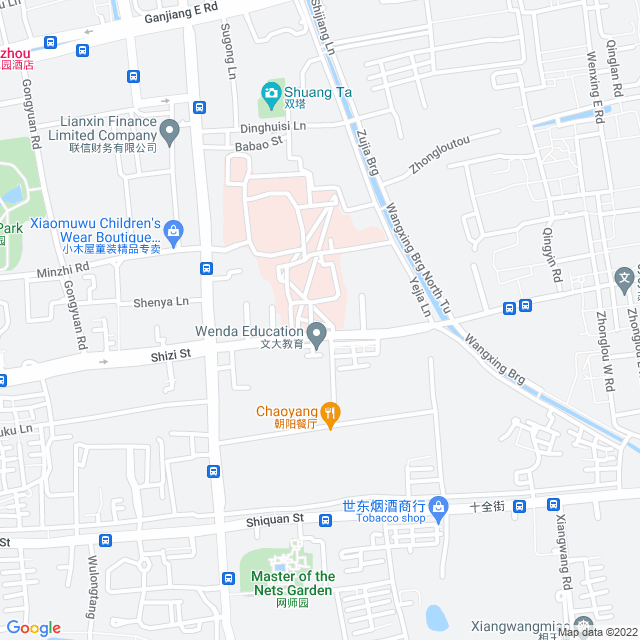 Ganjiang E Rd
Shijiang Ln
Sugong Ln
Qinglan Rd
Wenxing E Rd
zhou
园酒店
Gongyuan Rd
Shuang Ta
双塔
Lianxin Finance
Limited Company
联信财务有限公司
Dinghuisi Ln
Babao St
Zujia Brg
Zhongloutou
Park
园
Xiaomuwu Children's
Wear Boutique...
小木屋童装精品专卖
Wangxing Brg North Tu
Qingyin Rd
Minzhi Rd
Gongyuan Rd
Shenya Ln
Yejia Ln
Zhonglou W Rd
Zhonglou
Wenda Education
文大教育
Shizi St
Wangxing Brg
Chaoyang
朝阳餐厅
uku Ln
世东烟酒商行
Tobacco shop
十全街
Shiquan St
St
Xiangwang Rd
Wulongtang
Master of the
Nets Garden
网师园
Xiangwangmiao
Google
Map data ©2022